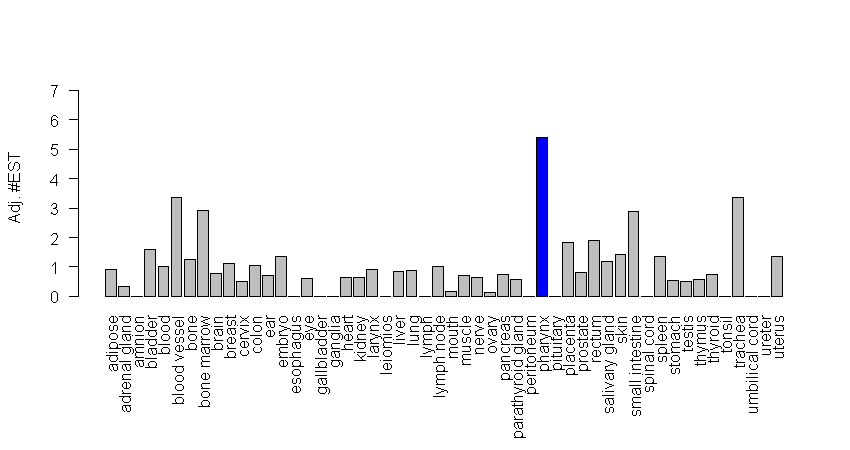 7
6
5
4
3
2
1
0
Adj. #EST
adipose
adrenal gland
amnion
bladder
blood
blood vessel
bone
bone marrow
brain
breast
cervix
colon
ear
embryo
esophagus
eye
gallbladder
ganglia
heart
kidney
larynx
leiomios
liver
lung
lymph
lymph node
mouth
muscle
nerve
ovary
pancreas
parathyroid gland
peritoneum
pharynx
pituitary
placenta
prostate
rectum
salivary gland
skin
small intestine
spinal cord
spleen
stomach
testis
thymus
thyroid
tonsil
trachea
umbilical cord
ureter
uterus